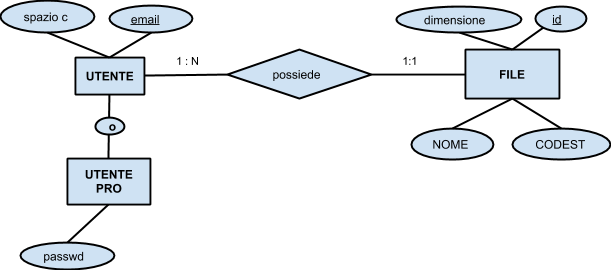 spazio c
email
dimensione
id
1 : N
1:1
UTENTE
possiede
FILE
o
NOME
CODEST
UTENTE
PRO
passwd